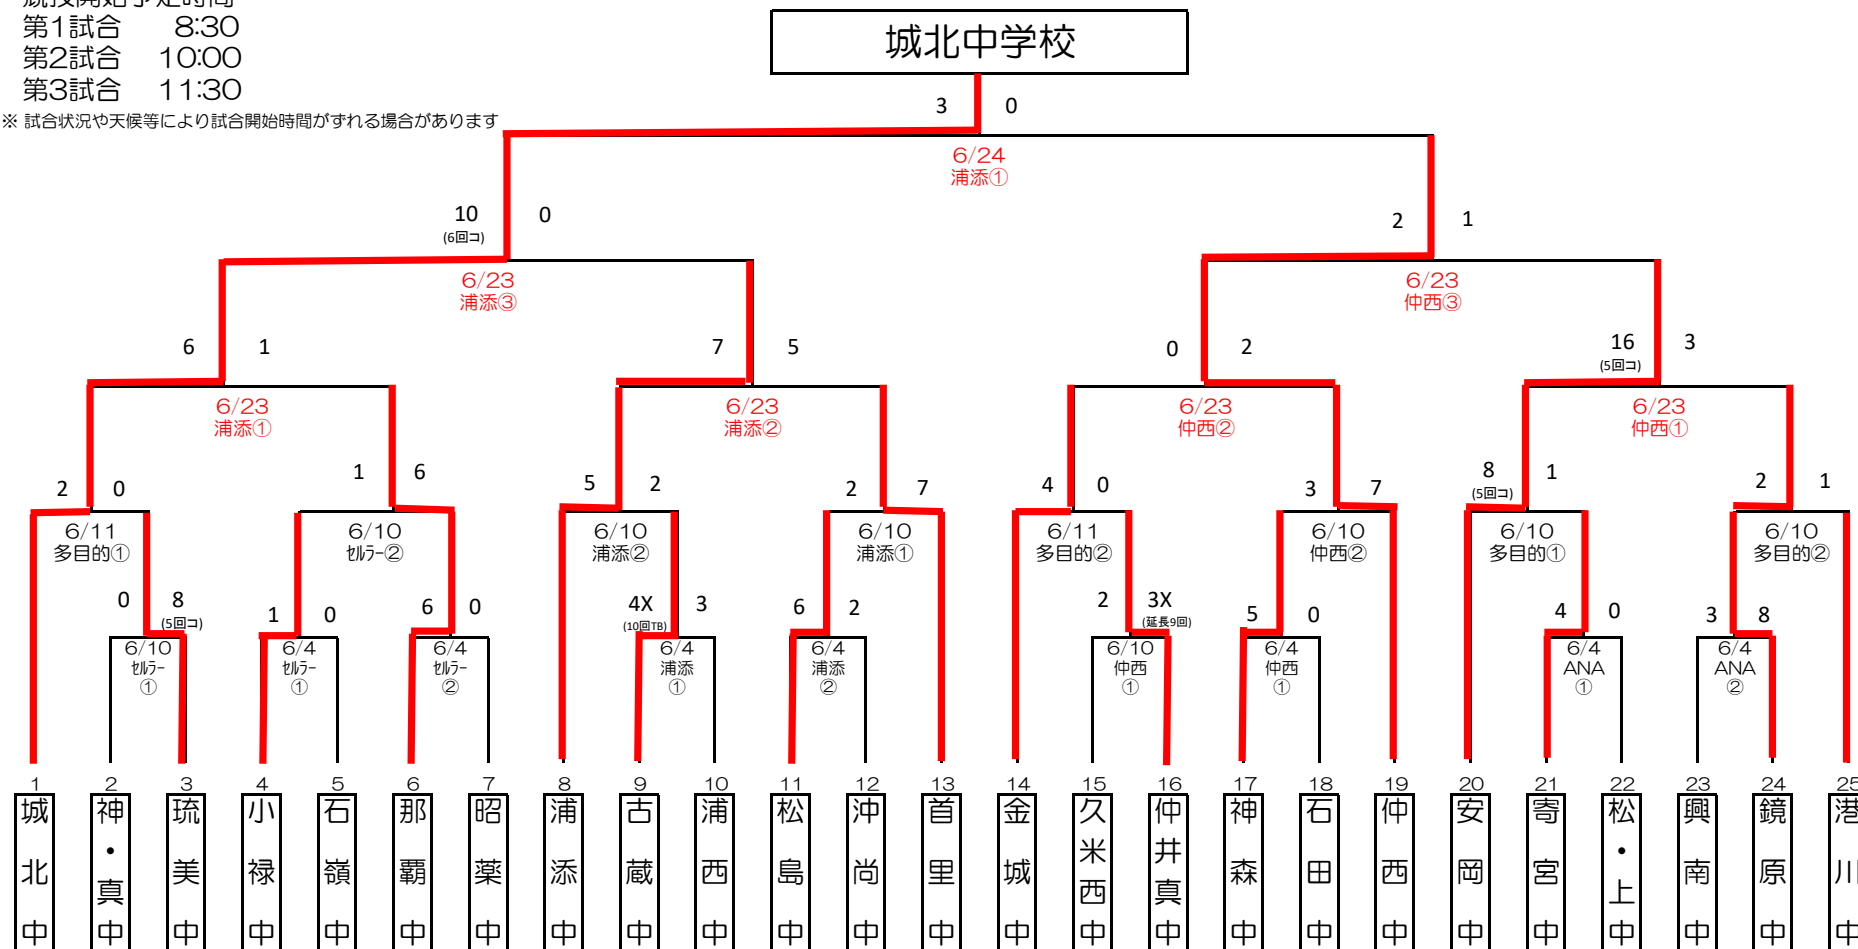 競技開始予定時間
第1試合 8:30
第2試合 10:00
第3試合 11:30
※ 試合状況や天候等により試合開始時間がずれる場合があります
城北中学校
3 0
6/24
浦添①
10 0 2 1
(6回コ)
6/23 6/23
浦添③ 仲西③
6 1 7 5 0 2 16 3
(5回コ)
6/23 6/23 6/23 6/23
浦添① 浦添② 仲西② 仲西①
2 0 1 6 5 2 2 7 4 0 3 7 8 1 2 1
(5回コ)
6/11 6/10 6/10 6/10 6/11 6/10 6/10 6/10
多目的① ｾﾙﾗｰ② 浦添② 浦添① 多目的② 仲西② 多目的① 多目的②
0 8 1 0 6 0 4X 3 6 2 2 3X 5 0 4 0 3 8
(5回コ) (10回TB) (延長9回)
6/10 6/4 6/4 6/4 6/4 6/10 6/4 6/4 6/4
ｾﾙﾗｰ ｾﾙﾗｰ ｾﾙﾗｰ 浦添 浦添 仲西 仲西 ANA ANA
① ① ② ① ② ① ① ① ②
1 2 3 4 5 6 7 8 9 10 11 12 13 14 15 16 17 18 19 20 21 22 23 24 25
城北中
神・真中
琉美中
小禄中
石嶺中
那覇中
昭薬中
浦添中
古蔵中
浦西中
松島中
沖尚中
首里中
金城中
久米西中
仲井真中
神森中
石田中
仲西中
安岡中
寄宮中
松・上中
興南中
鏡原中
港川中